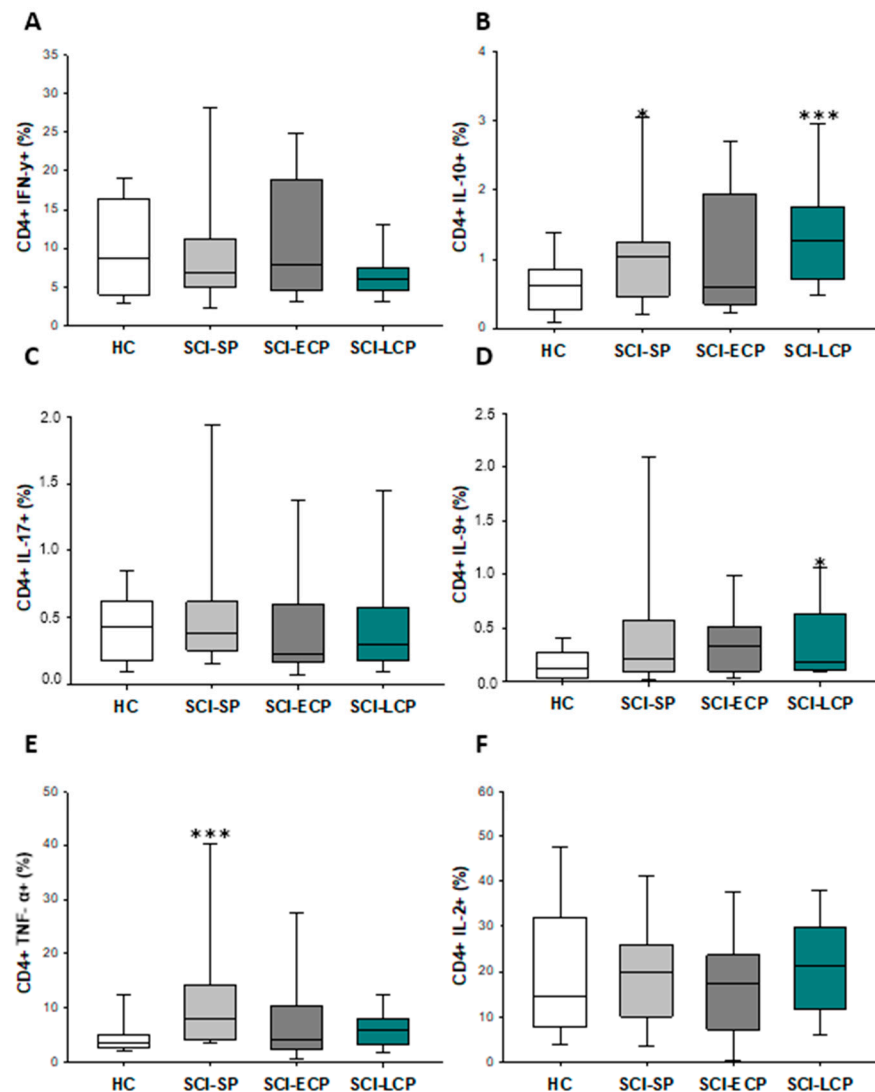 A
CD4+ IFN-y+ (%)
35
30
25
20
15
10
5
0
HC SCI-SP SCI-ECP SCI-LCP
B
CD4+ IL-10+ (%)
4
3
2
1
0
* ***
HC SCI-SP SCI-ECP SCI-LCP
C
CD4+ IL-17+ (%)
2.0
1.5
1.0
0.5
0.0
HC SCI-SP SCI-ECP SCI-LCP
D
CD4+ IL-9+ (%)
2.5
2.0
1.5
1.0
0.5
0.0
*
HC SCI-SP SCI-ECP SCI-LCP
E
CD4+ TNF- α+ (%)
50
40
30
20
10
0
***
HC SCI-SP SCI-ECP SCI-LCP
F
CD4+ IL-2+ (%)
60
50
40
30
20
10
0
HC SCI-SP SCI-ECP SCI-LCP